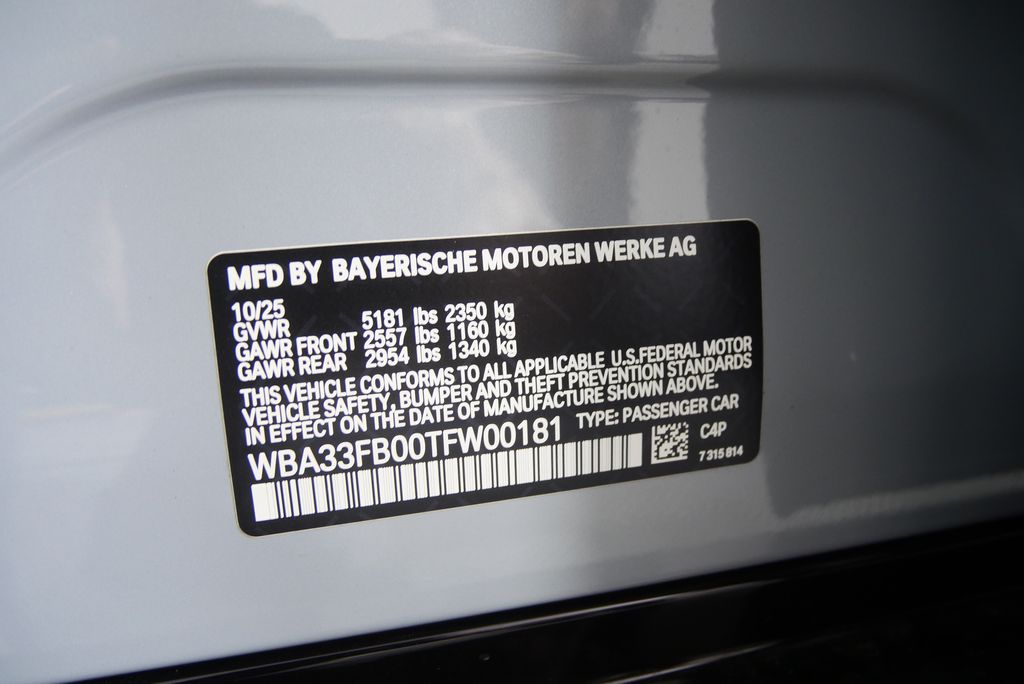 MFD BY BAYERISCHE MOTOREN WERKE AG
10/25
GVWR 5181 lbs 2350 kg
GAWR FRONT 2557 lbs 1160 kg
GAWR REAR 2954 lbs 1340 kg
THIS VEHICLE CONFORMS TO ALL APPLICABLE U.S.FEDERAL MOTOR
VEHICLE SAFETY, BUMPER AND THEFT PREVENTION STANDARDS
IN EFFECT ON THE DATE OF MANUFACTURE SHOWN ABOVE.
WBA33FB00TFW00181 TYPE: PASSENGER CAR
C4P
7 315 814